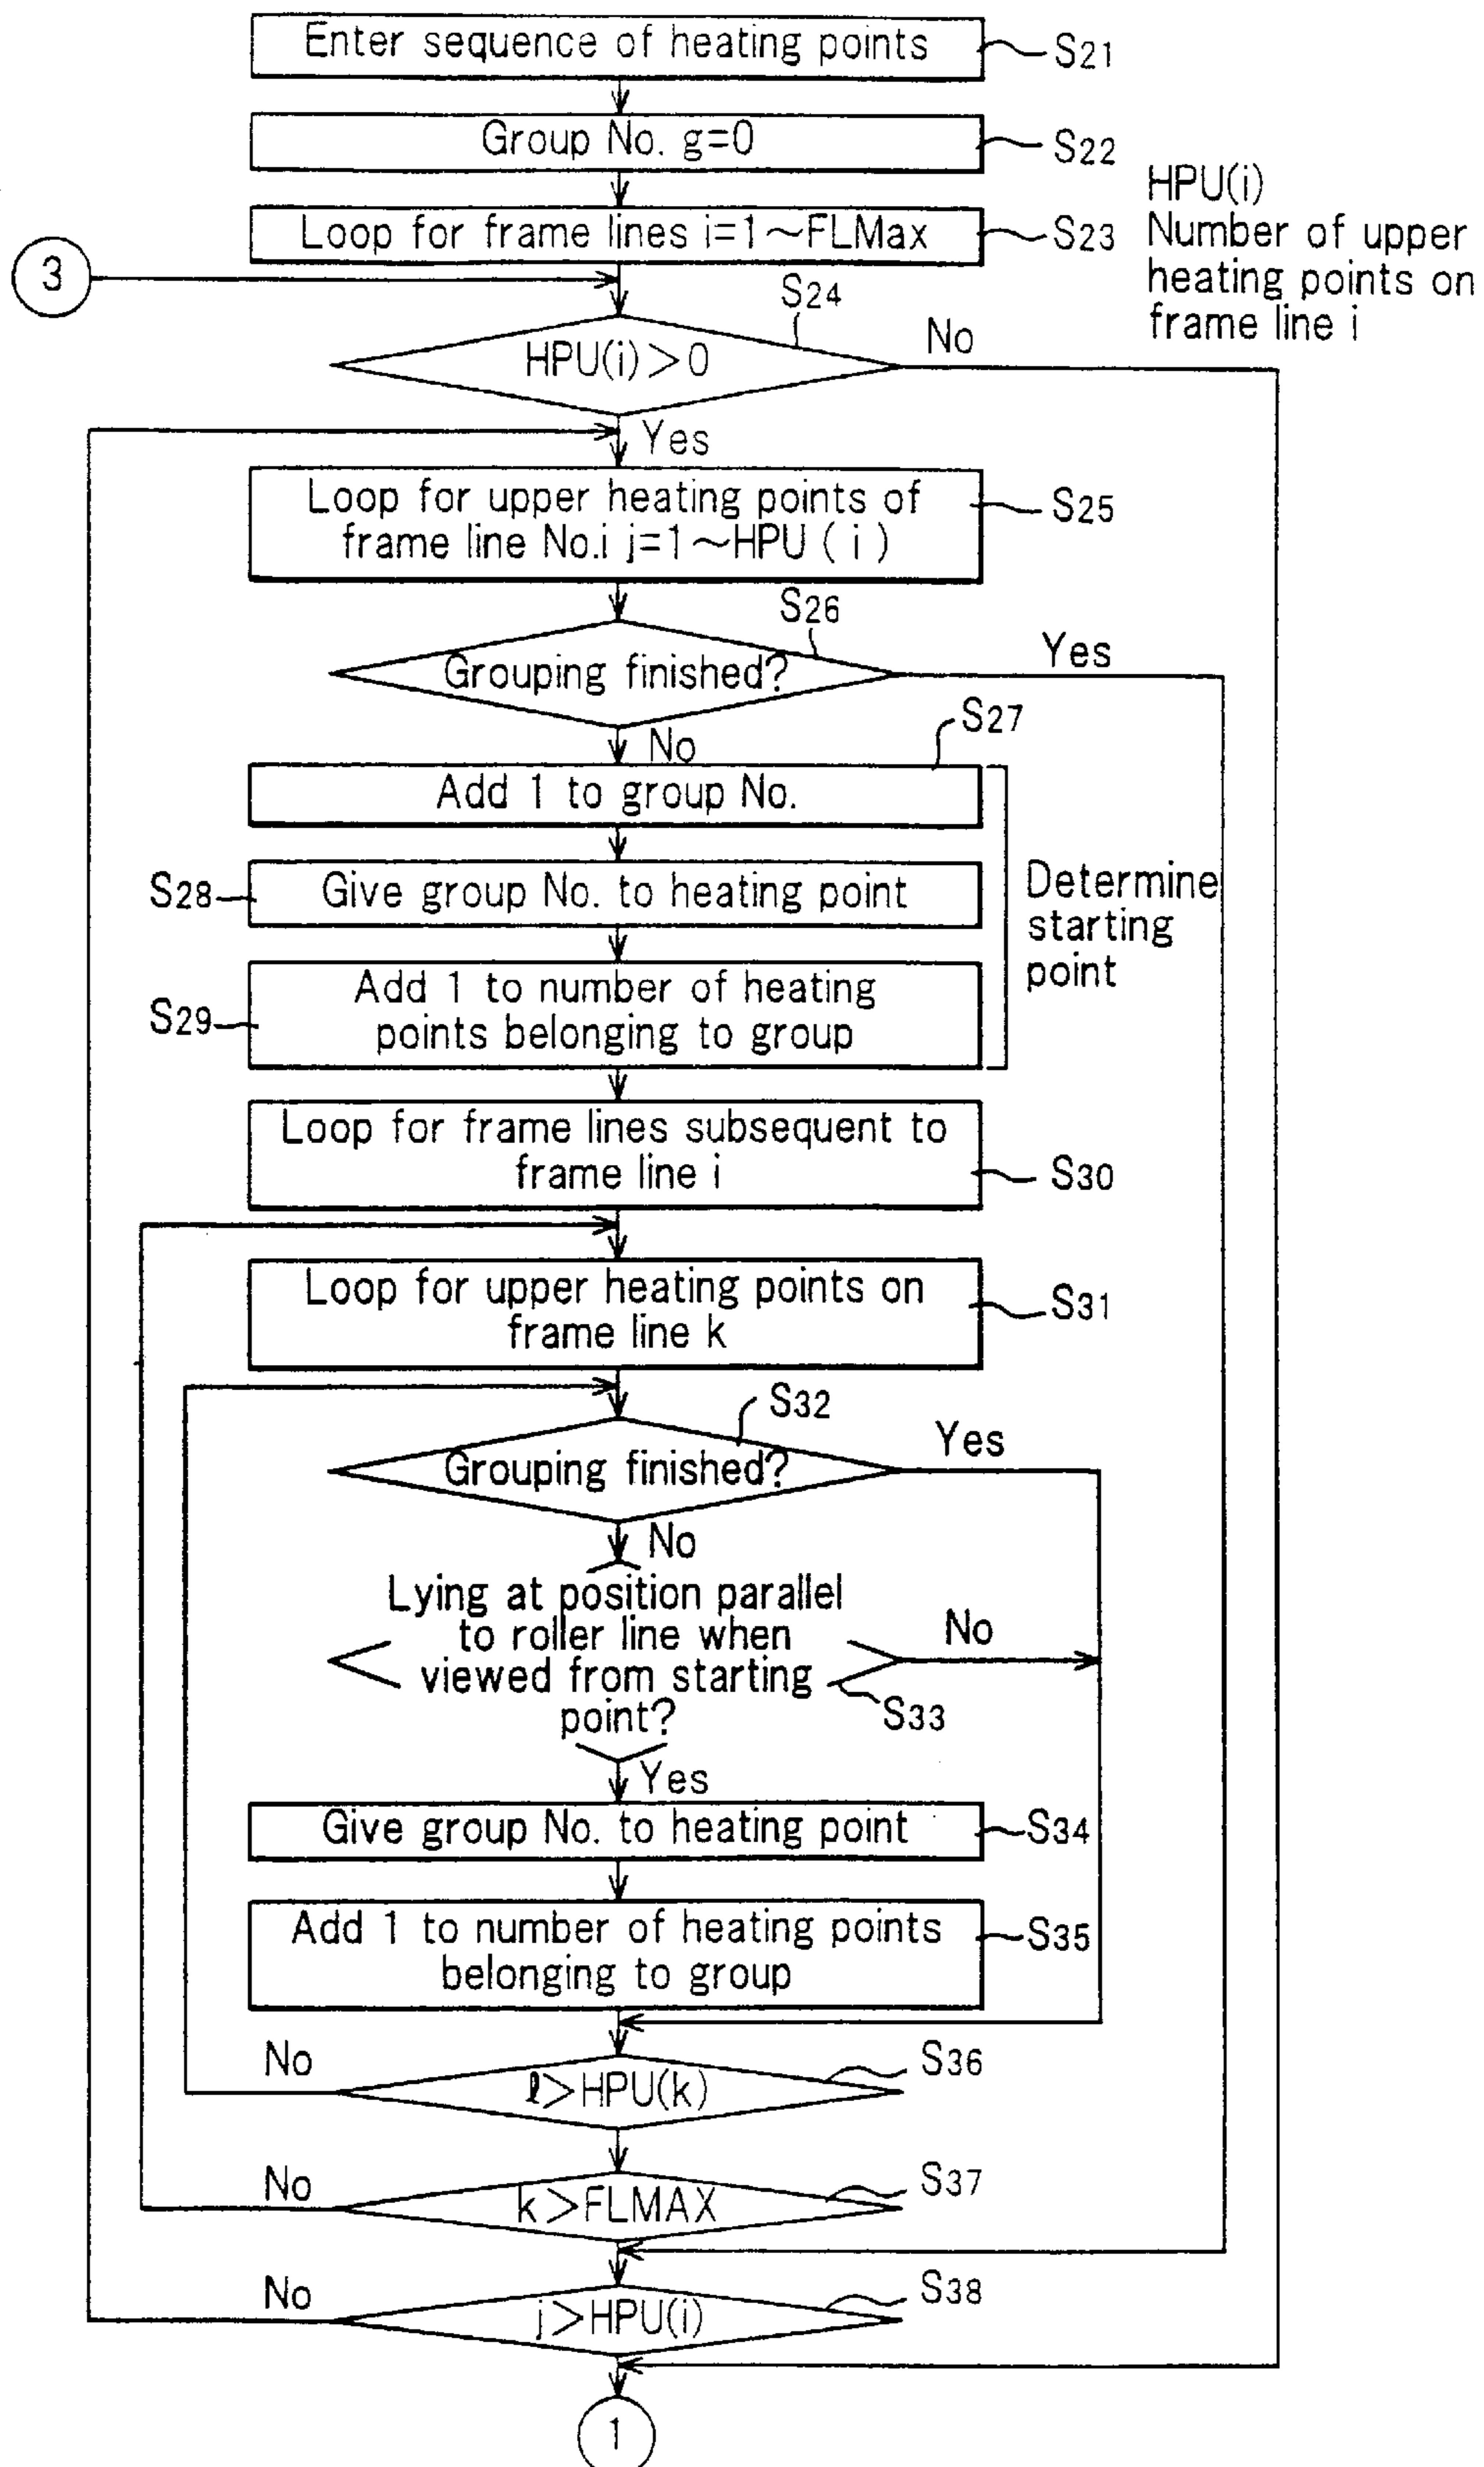 Enter sequence of heating points
S21
Group No. g=0
S22
HPU(i)
Number of upper
heating points on
frame line i
Loop for frame lines i=1~FLMax
S23
3
S24
HPU(i)>0
No
Yes
Loop for upper heating points of
frame line No.i j=1~HPU ( i )
S25
S26
Grouping finished?
Yes
No
S27
Add 1 to group No.
S28
Give group No. to heating point
Determine
starting
point
S29
Add 1 to number of heating
points belonging to group
Loop for frame lines subsequent to
frame line i
S30
Loop for upper heating points on
frame line k
S31
S32
Grouping finished?
Yes
No
Lying at position parallel
to roller line when
viewed from starting
point?
No
S33
Yes
Give group No. to heating point
S34
Add 1 to number of heating points
belonging to group
S35
No
ℓ>HPU(k)
S36
No
k>FLMAX
S37
No
j>HPU(i)
S38
1